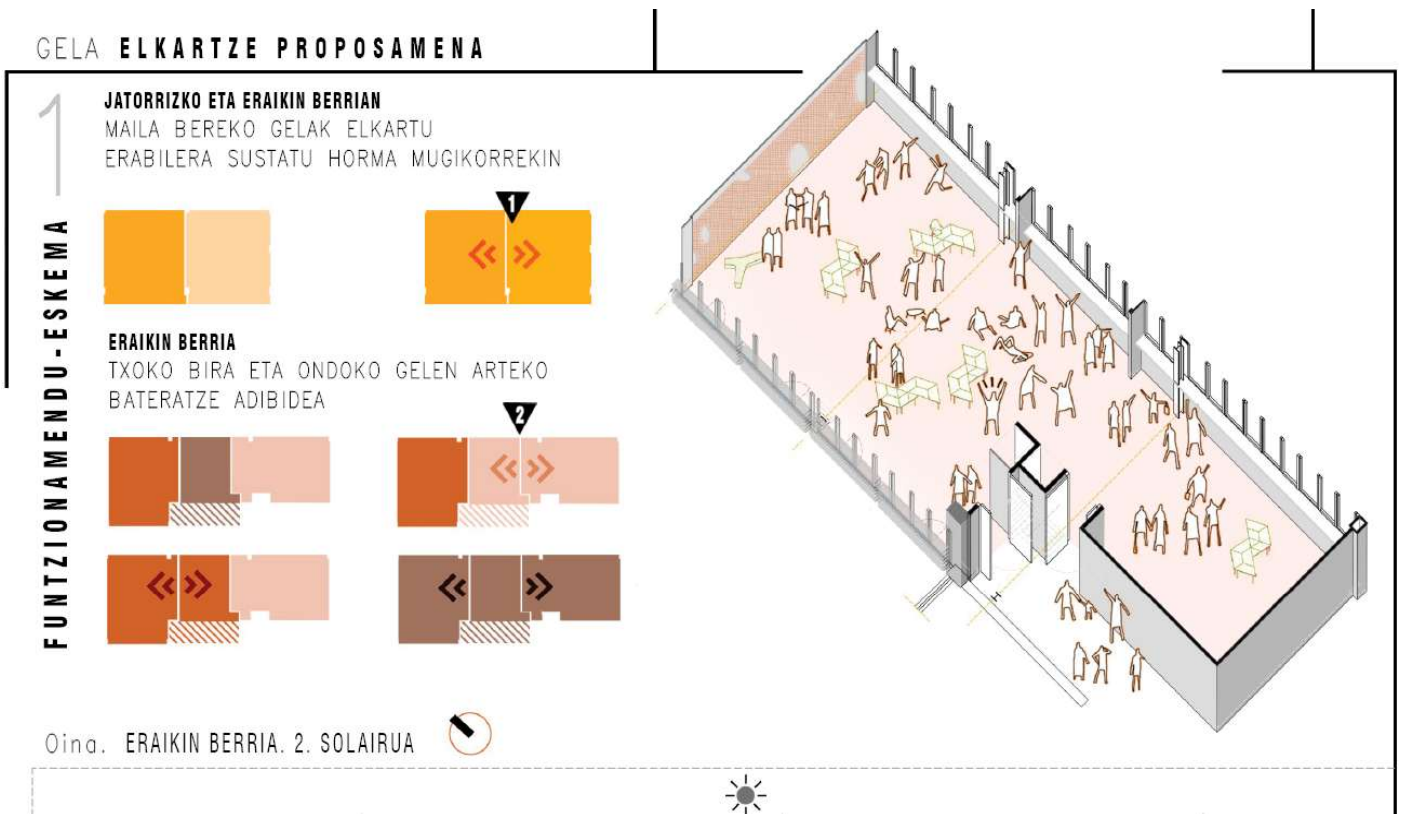 GELA ELKARTZE PROPOSAMENA
1
JATORRIZKO ETA ERAIKIN BERRIAN
MAILA BEREKO GELAK ELKARTU
ERABILERA SUSTATU HORMA MUGIKORREKIN
1
FUNTZIONAMENDU-ESKEMA
ERAIKIN BERRIA
TXOKO BIRA ETA ONDOKO GELEN ARTEKO
BATERATZE ADIBIDEA
2
Oina. ERAIKIN BERRIA. 2. SOLAIRUA